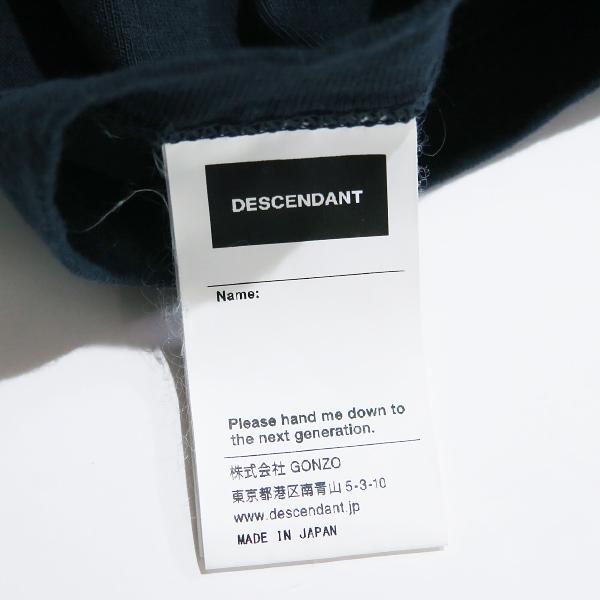 DESCENDANT
Name:
Please hand me down to
the next generation.
株式会社 GONZO
東京都港区南青山 5-3-10
www.descendant.jp
MADE IN JAPAN